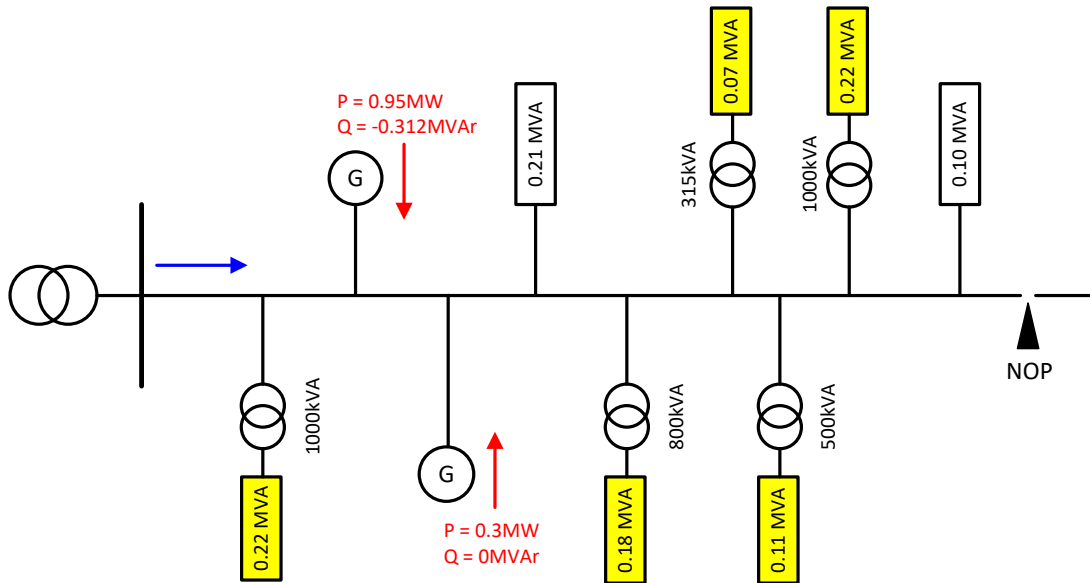 P = 0.95MW
Q = -0.312MVAr
G
0.21 MVA
0.07 MVA
315kVA
0.22 MVA
1000kVA
0.10 MVA
NOP
1000kVA
0.22 MVA
G
P = 0.3MW
Q = 0MVAr
800kVA
0.18 MVA
500kVA
0.11 MVA